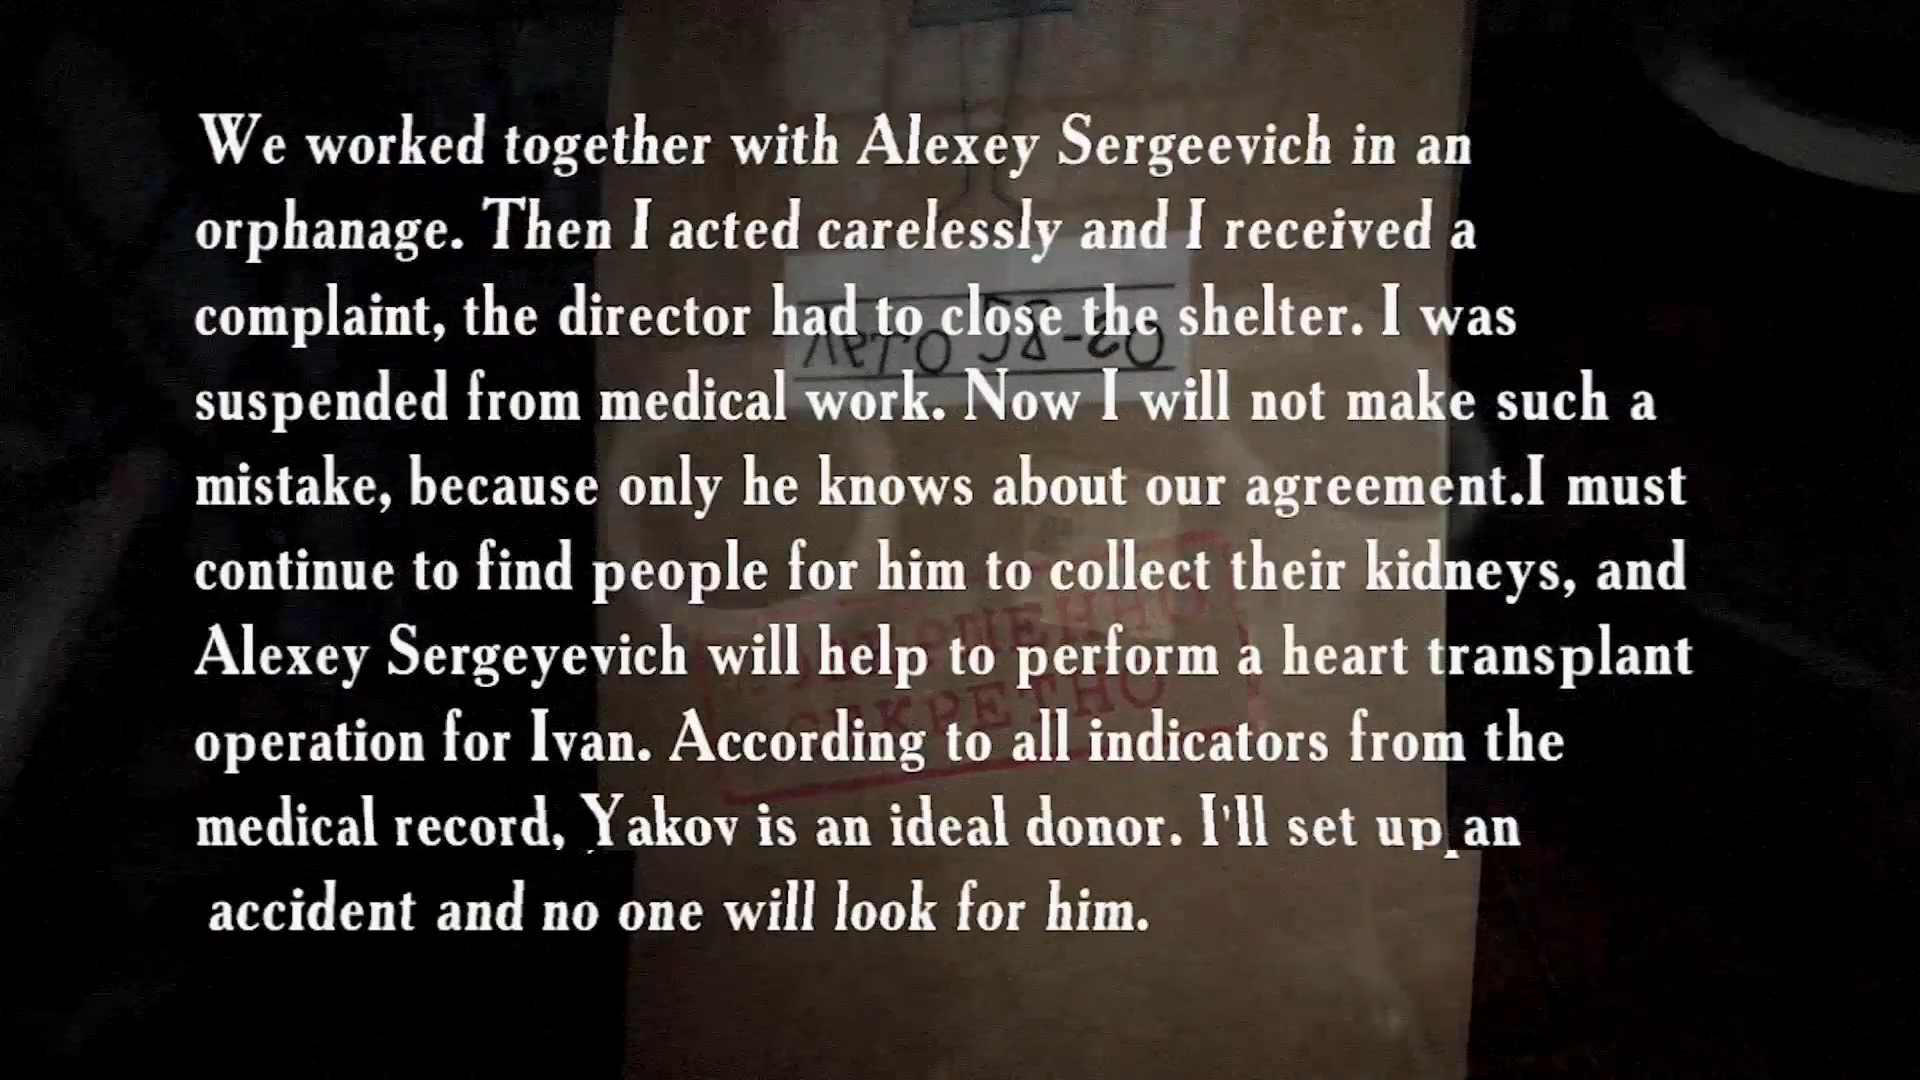 We worked together with Alexey Sergeevich in an
orphanage. Then I acted carelessly and I received a
complaint, the director had to close the shelter. I was
suspended from medical work. Now I will not make such a
mistake, because only he knows about our agreement.I must
continue to find people for him to collect their kidneys, and
Alexey Sergeyevich will help to perform a heart transplant
operation for Ivan. According to all indicators from the
medical record, Yakov is an ideal donor. I'll set up an
accident and no one will look for him.
СЕКРЕТНО